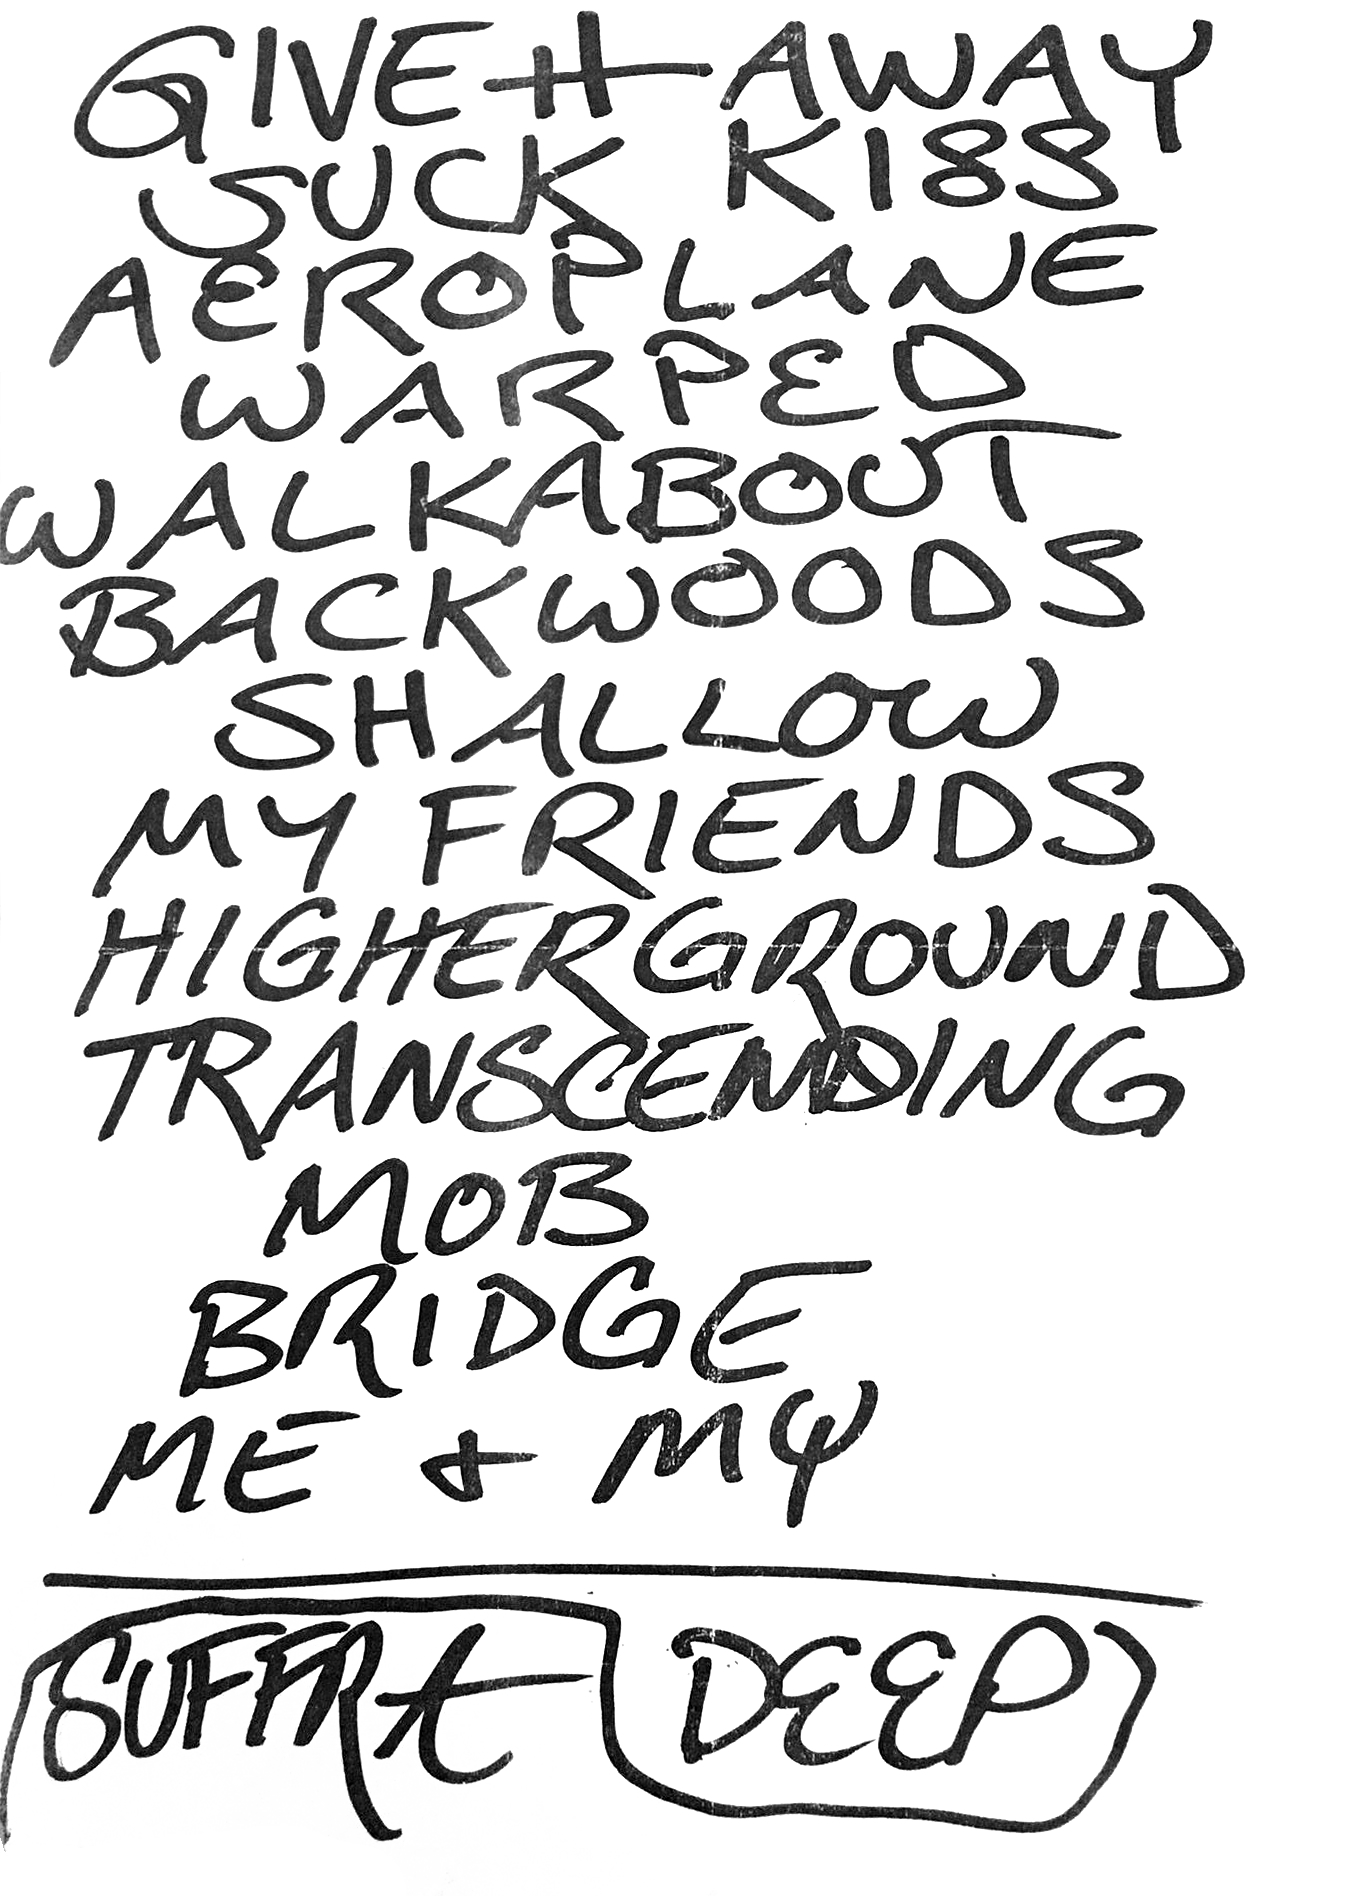 GIVE IT AWAY
SUCK KISS
AEROPLANE
WARPED
WALKABOUT
BACKWOODS
SHALLOW
MY FRIENDS
HIGHERGROUND
TRANSCENDING
MOB
BRIDGE
ME + MY
SUFFRA DEEP